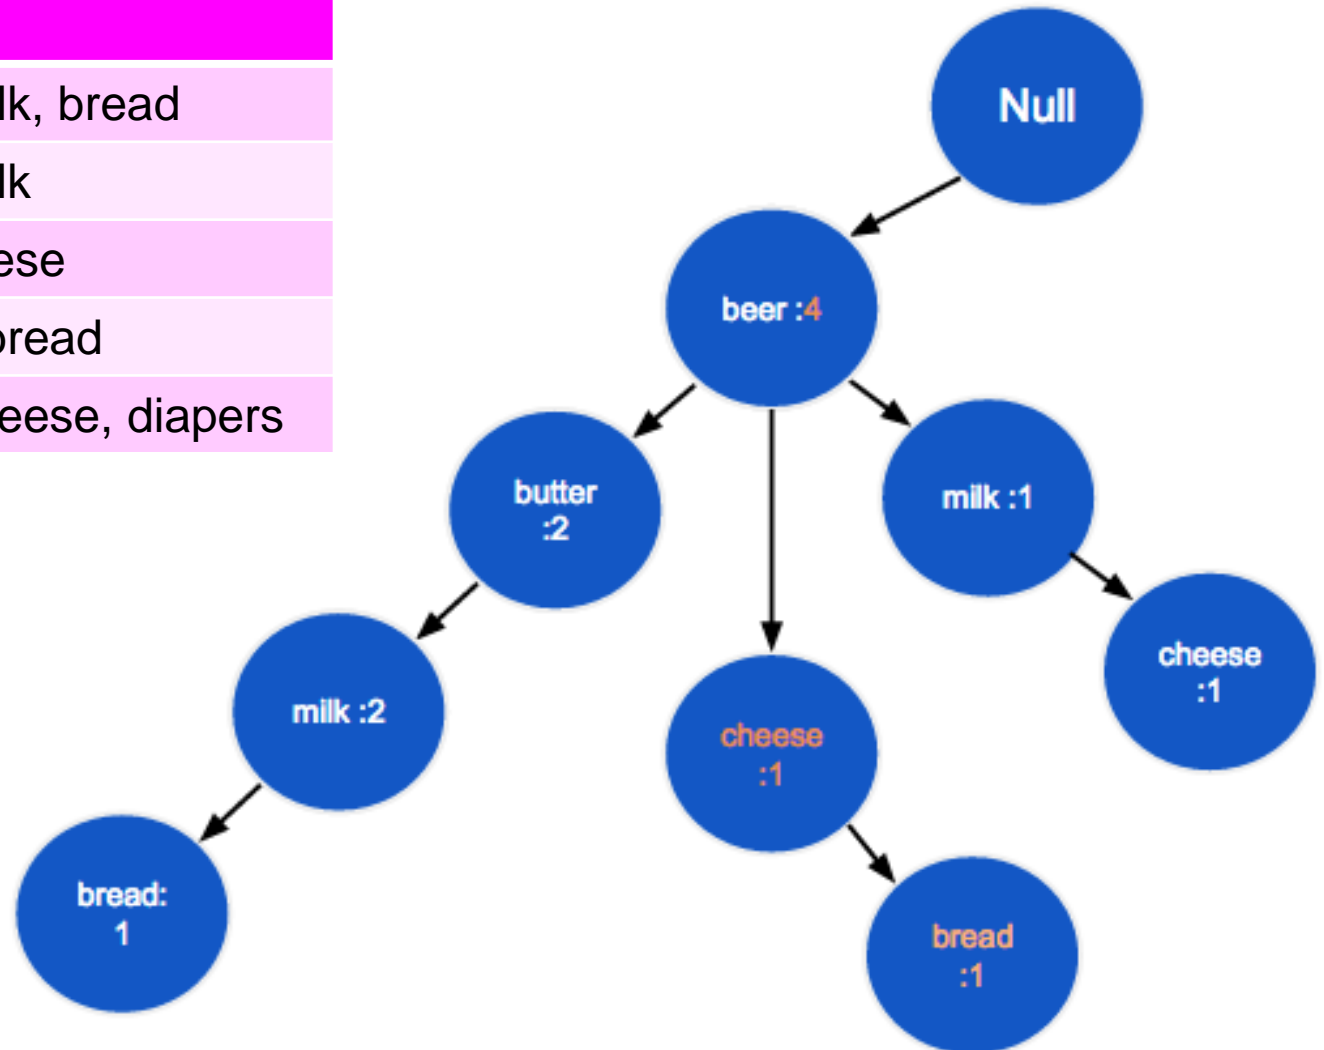 lk, bread
lk
ese
bread
eese, diapers
Null
beer :4
butter
:2
milk :1
cheese
:1
milk :2
cheese
:1
bread:
1
bread
:1